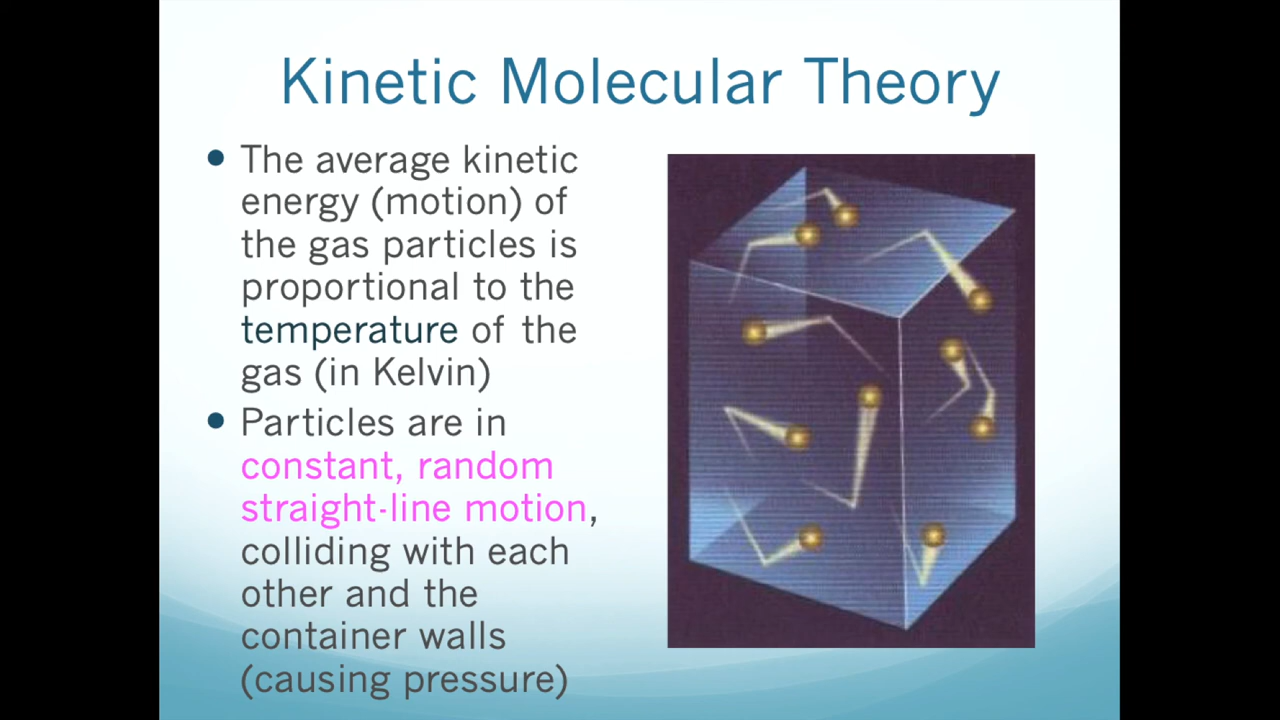 Kinetic Molecular Theory
• The average kinetic
energy (motion) of
the gas particles is
proportional to the
temperature of the
gas (in Kelvin)
• Particles are in
constant, random
straight-line motion,
colliding with each
other and the
container walls
(causing pressure)